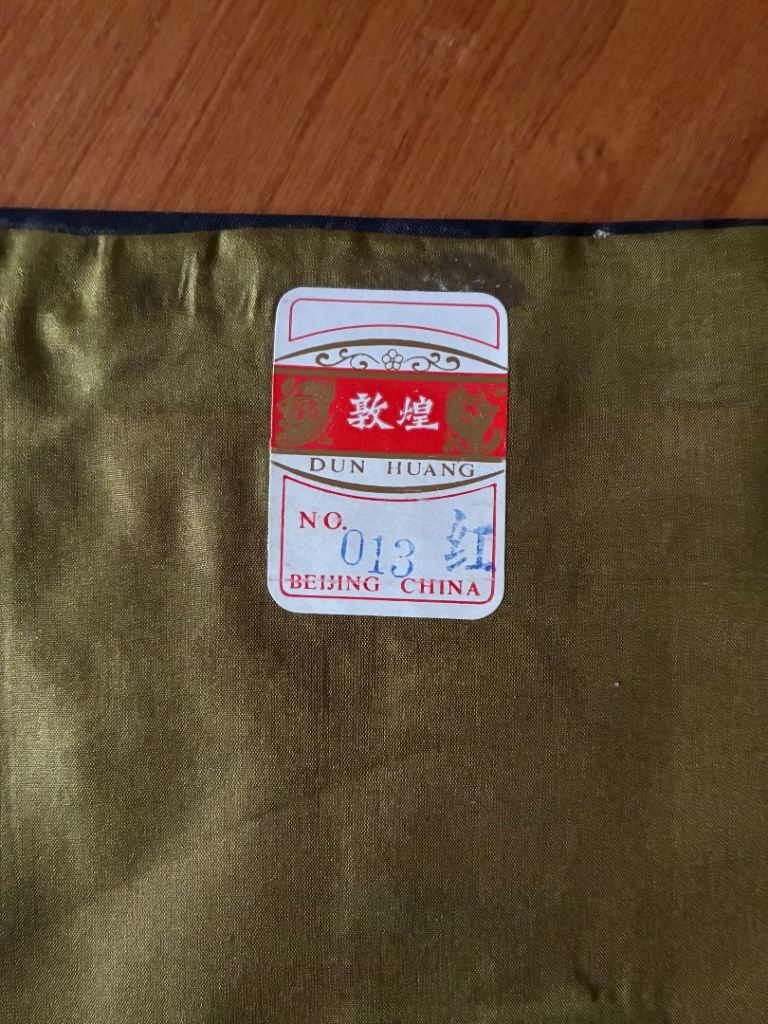 敦煌
DUN HUANG
NO. 013 红
BEIJING CHINA